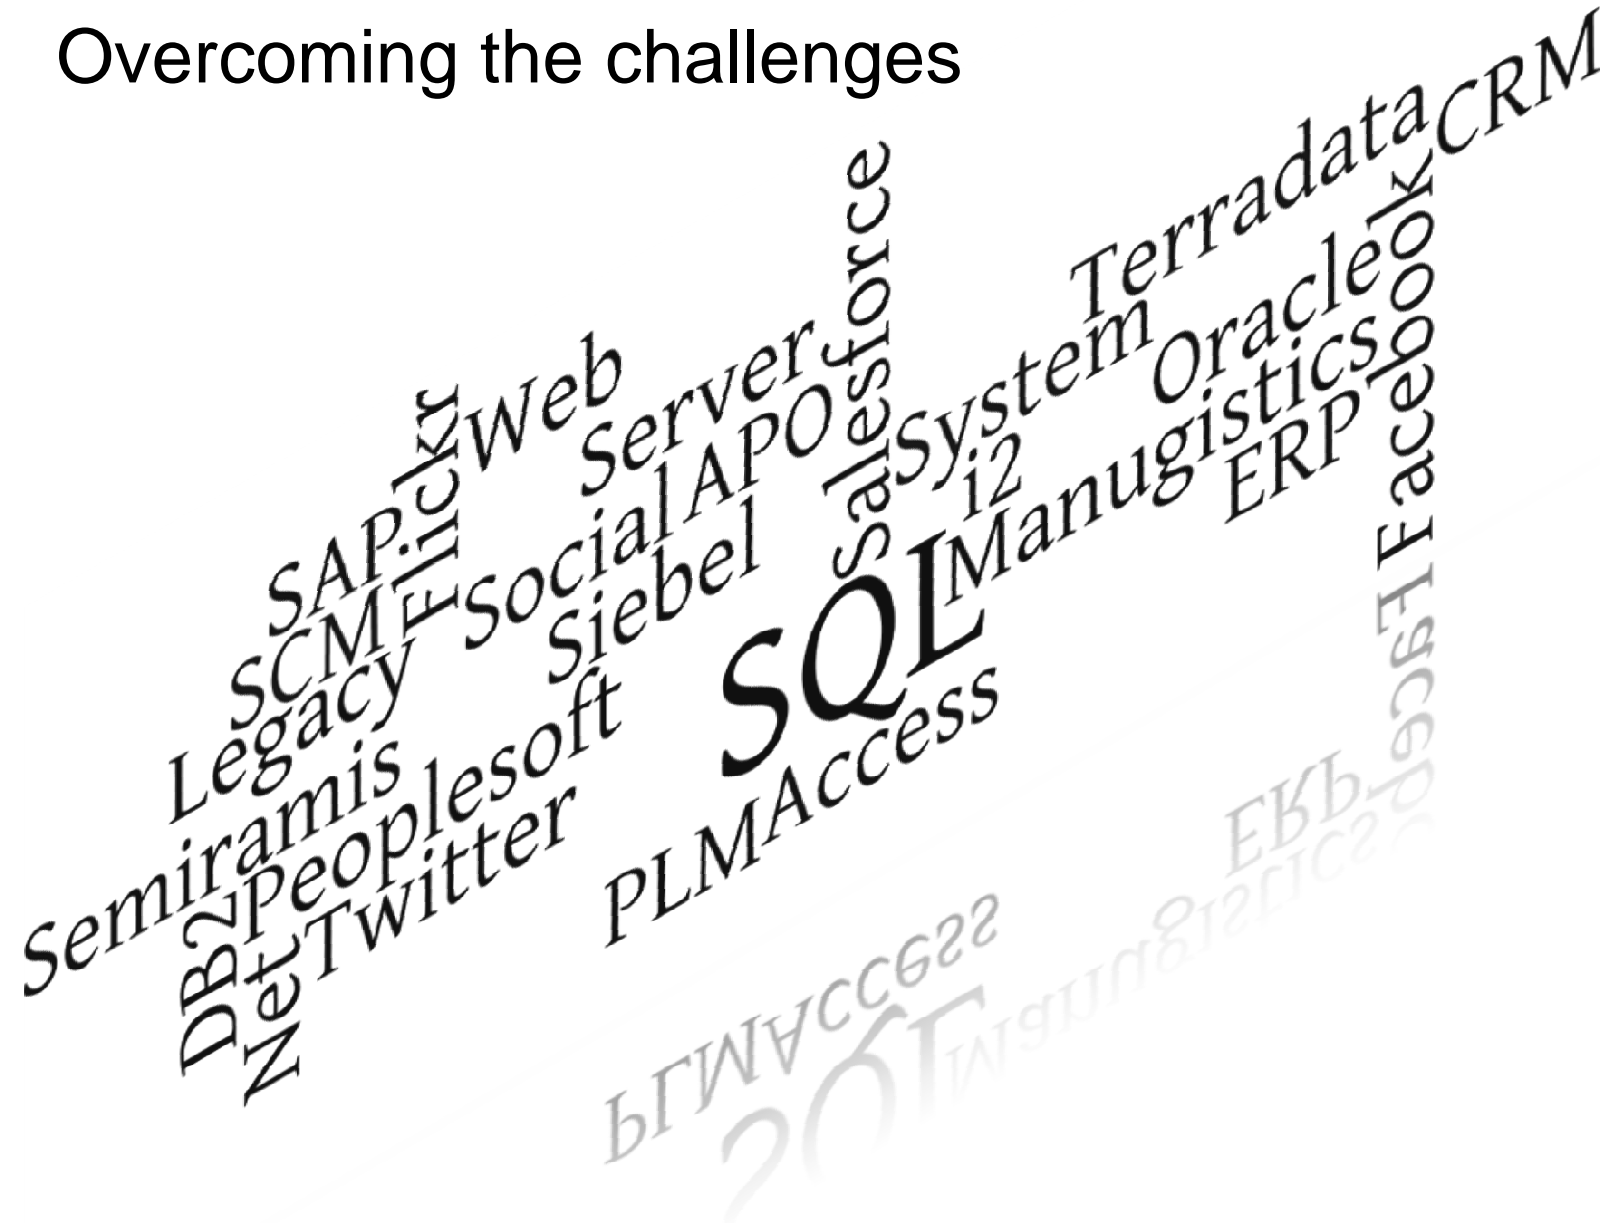 Overcoming the challenges
CRM
Terradata
Facebook
Salesforce
Oracle
System
Manugistics
ERP
i2
Web
Server
APO
Flickr
Social
Siebel
SAP
SCM
Legacy
SQL
Access
PLM
Semiramis
Peoplesoft
Twitter
DB2
Net